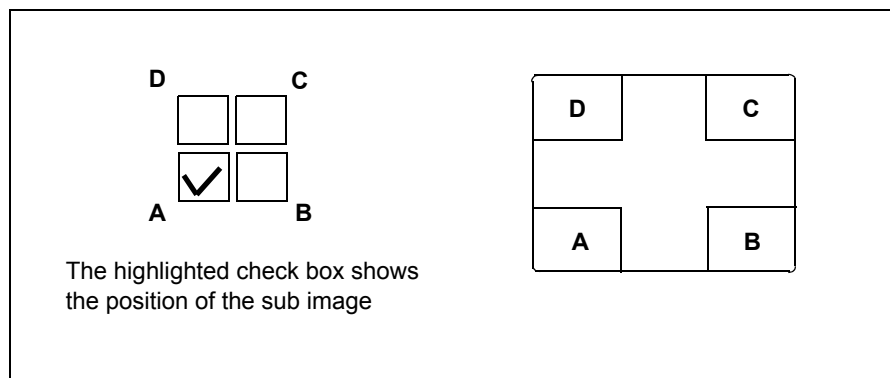 D C
D C
A B
A B
The highlighted check box shows
the position of the sub image